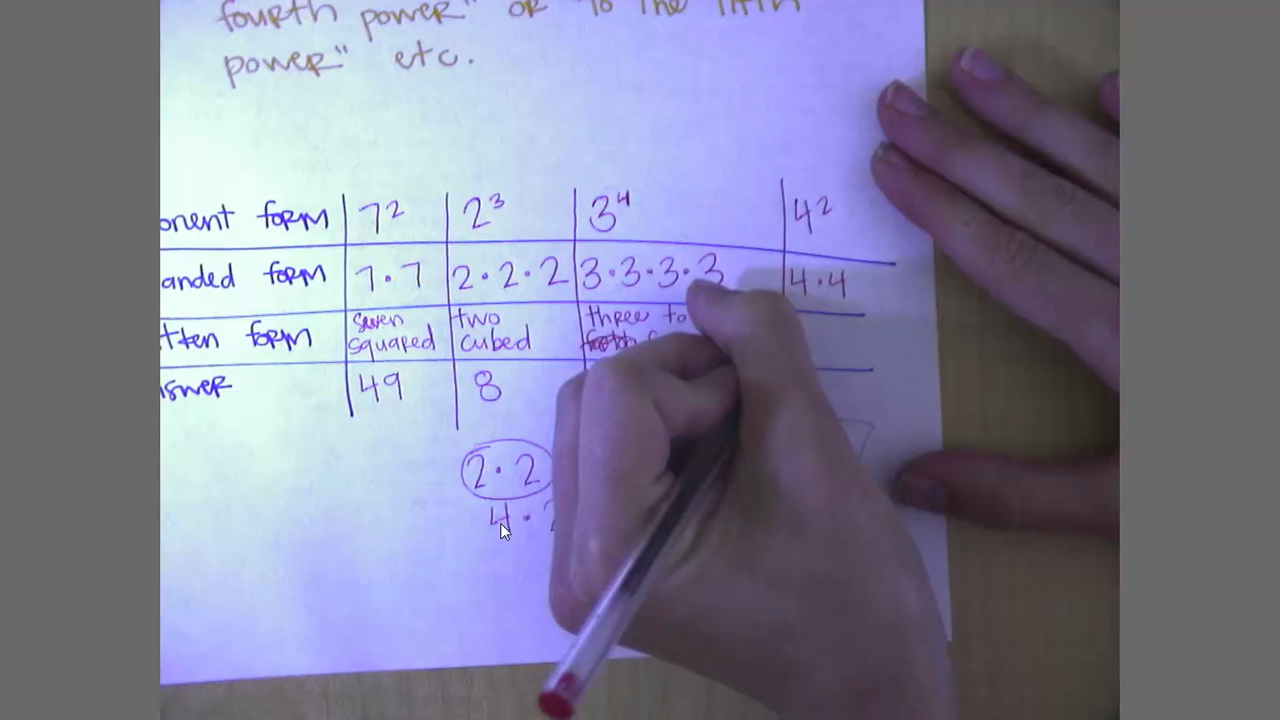 fourth power" or "to the fifth
power" etc.
onent form 7² 2³ 3⁴ 4²
anded form 7·7 2·2·2 3·3·3·3 4·4
tten form seven squared two cubed three to
swer 49 8
2·2
4·2